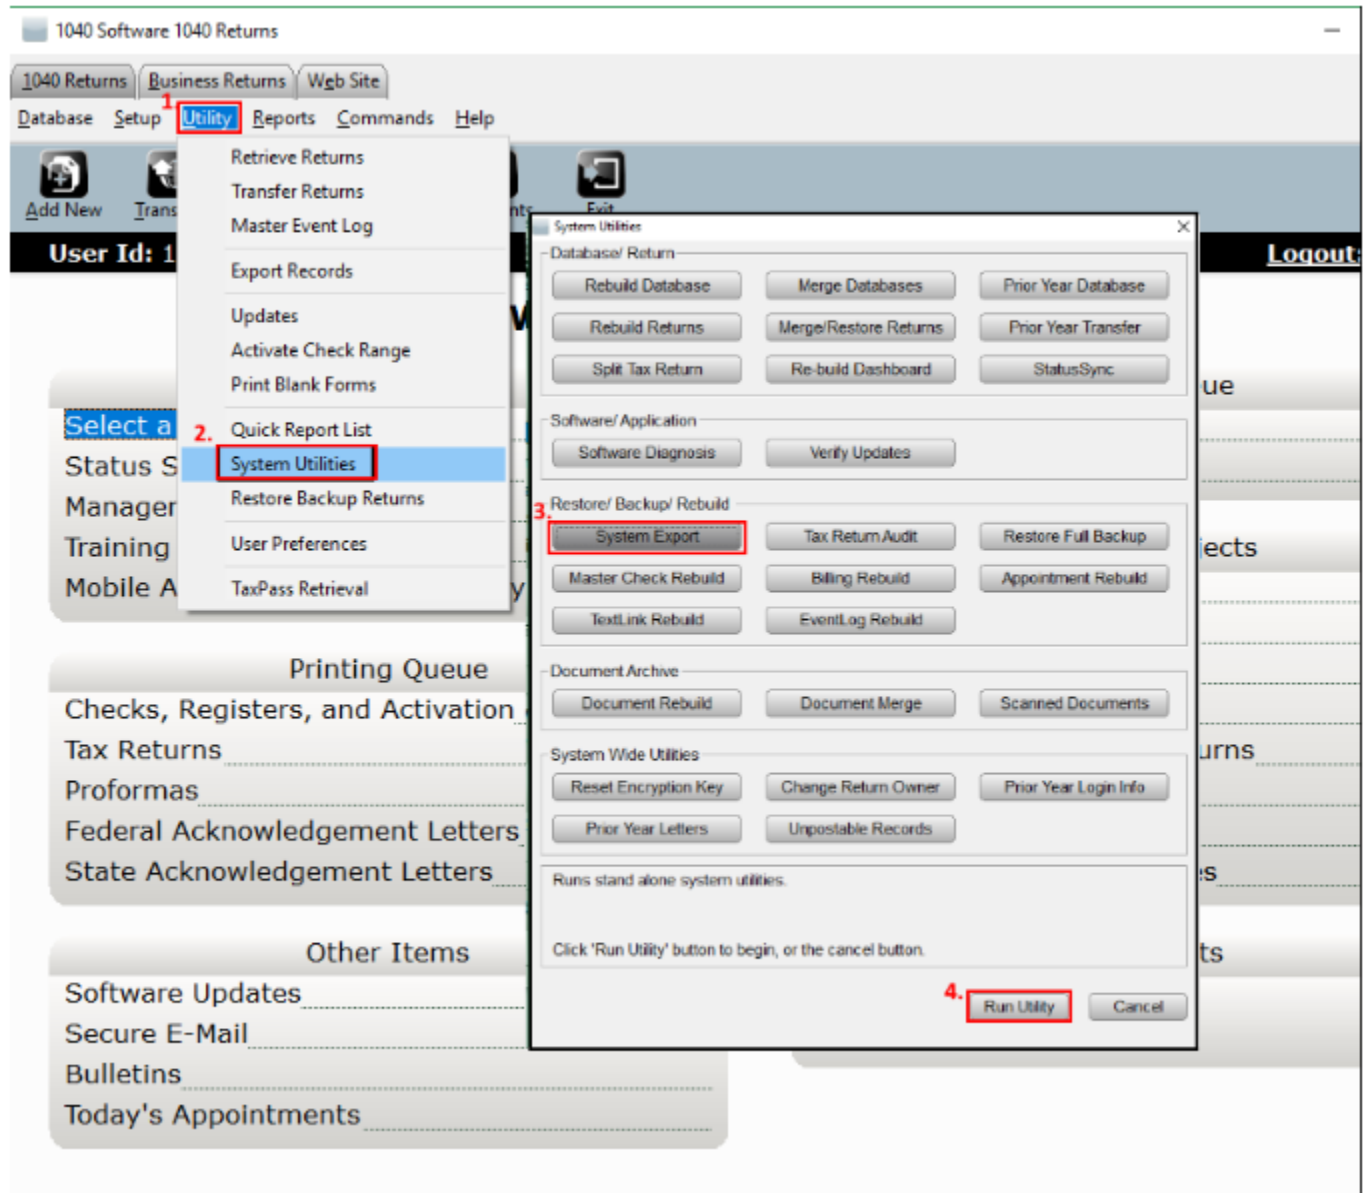 1040 Software 1040 Returns
1040 Returns Business Returns Web Site
1.
Database Setup Utility Reports Commands Help
Retrieve Returns
Transfer Returns
Master Event Log
Export Records
Updates
Activate Check Range
Print Blank Forms
2. Quick Report List
System Utilities
Restore Backup Returns
User Preferences
TaxPass Retrieval
Add New Trans nts Exit
User Id: 1 Logout:
Select a
Status S
Manager
Training
Mobile A y
ue
jects
Printing Queue
Checks, Registers, and Activation
Tax Returns
Proformas
Federal Acknowledgement Letters
State Acknowledgement Letters
urns
s
Other Items
Software Updates
Secure E-Mail
Bulletins
Today's Appointments
ts
System Utilities
Database/ Return
Rebuild Database Merge Databases Prior Year Database
Rebuild Returns Merge/Restore Returns Prior Year Transfer
Split Tax Return Re-build Dashboard StatusSync
Software/ Application
Software Diagnosis Verify Updates
Restore/ Backup/ Rebuild
3.
System Export Tax Return Audit Restore Full Backup
Master Check Rebuild Billing Rebuild Appointment Rebuild
TextLink Rebuild EventLog Rebuild
Document Archive
Document Rebuild Document Merge Scanned Documents
System Wide Utilities
Reset Encryption Key Change Return Owner Prior Year Login Info
Prior Year Letters Unpostable Records
Runs stand alone system utilities.
Click 'Run Utility' button to begin, or the cancel button.
4.
Run Utility Cancel